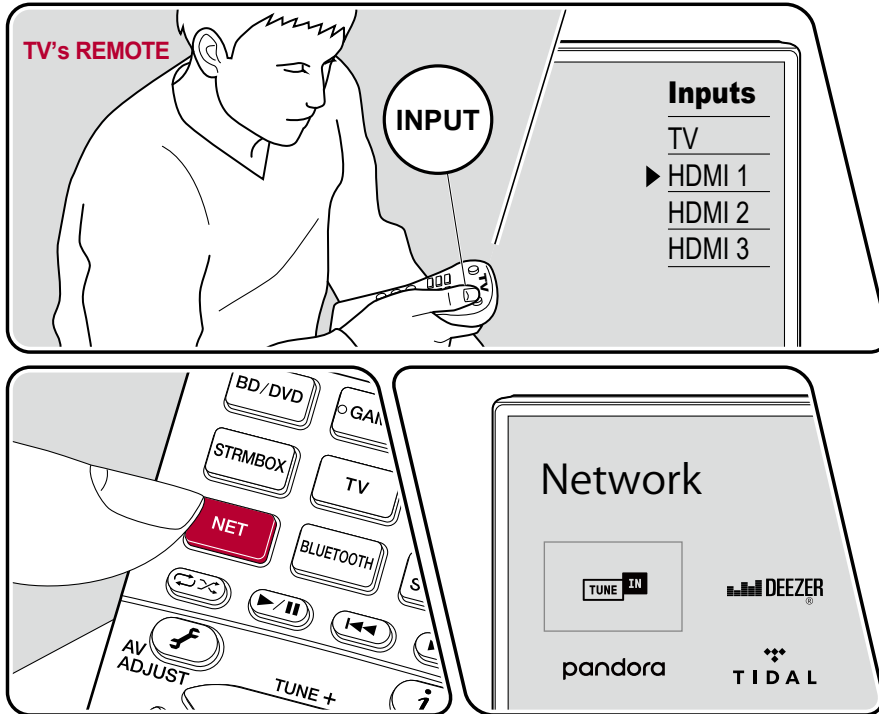 TV's REMOTE
INPUT
TV
Inputs
TV
HDMI 1
HDMI 2
HDMI 3
BD/DVD
STRMBOX
TV
NET
BLUETOOTH
AV
ADJUST
TUNE +
i
Network
TUNE IN
DEEZER
®
pandora
TIDAL